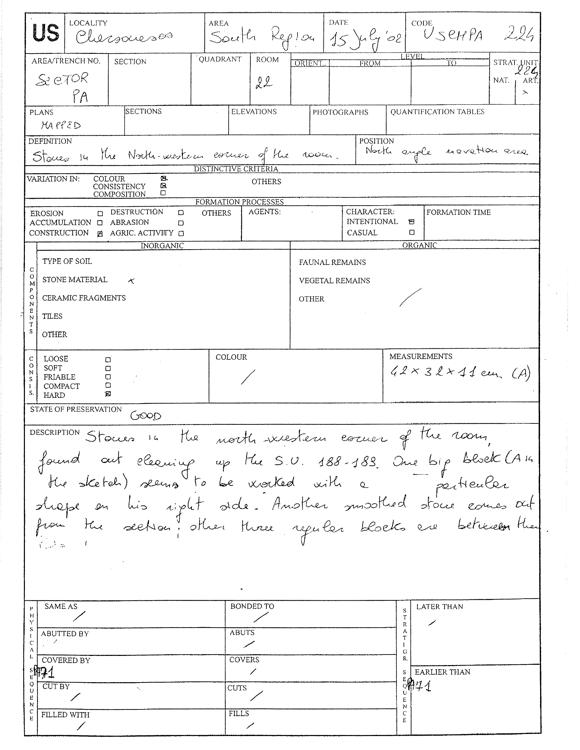 US LOCALITY Chersonesos AREA South Region DATE 15 July '02 CODE USCMPA 224
AREA/TRENCH NO. SECTOR PA SECTION QUADRANT ROOM 22 LEVEL ORIENT. FROM TO STRAT. UNIT 224 NAT. ART. x
PLANS MAPPED SECTIONS ELEVATIONS PHOTOGRAPHS QUANTIFICATION TABLES
DEFINITION POSITION
Stones in the North-western corner of the room. North angle area
DISTINCTIVE CRITERIA
VARIATION IN: COLOUR OTHERS
CONSISTENCY
COMPOSITION
FORMATION PROCESSES
EROSION DESTRUCTION OTHERS AGENTS: CHARACTER: FORMATION TIME
ACCUMULATION ABRASION INTENTIONAL
CONSTRUCTION AGRIC. ACTIVITY CASUAL
INORGANIC ORGANIC
COMPONENTS
TYPE OF SOIL FAUNAL REMAINS
STONE MATERIAL x VEGETAL REMAINS
CERAMIC FRAGMENTS OTHER /
TILES
OTHER
CONSIS.
LOOSE COLOUR / MEASUREMENTS
SOFT 42 x 32 x 11 cm. (A)
FRIABLE
COMPACT
HARD
STATE OF PRESERVATION GOOD
DESCRIPTION Stones in the north western corner of the room,
found out cleaning up the S.U. 188-183. One big block (A in
the sketch) seems to be worked with a particular
shape on his right side. Another smoothed stone comes out
from the section; other three regular blocks are between them
PHYSICAL SEQUENCE STRATIGR. SEQUENCE
SAME AS / BONDED TO / LATER THAN /
ABUTTED BY / ABUTS /
COVERED BY 171 COVERS / EARLIER THAN 171
CUT BY / CUTS /
FILLED WITH / FILLS /